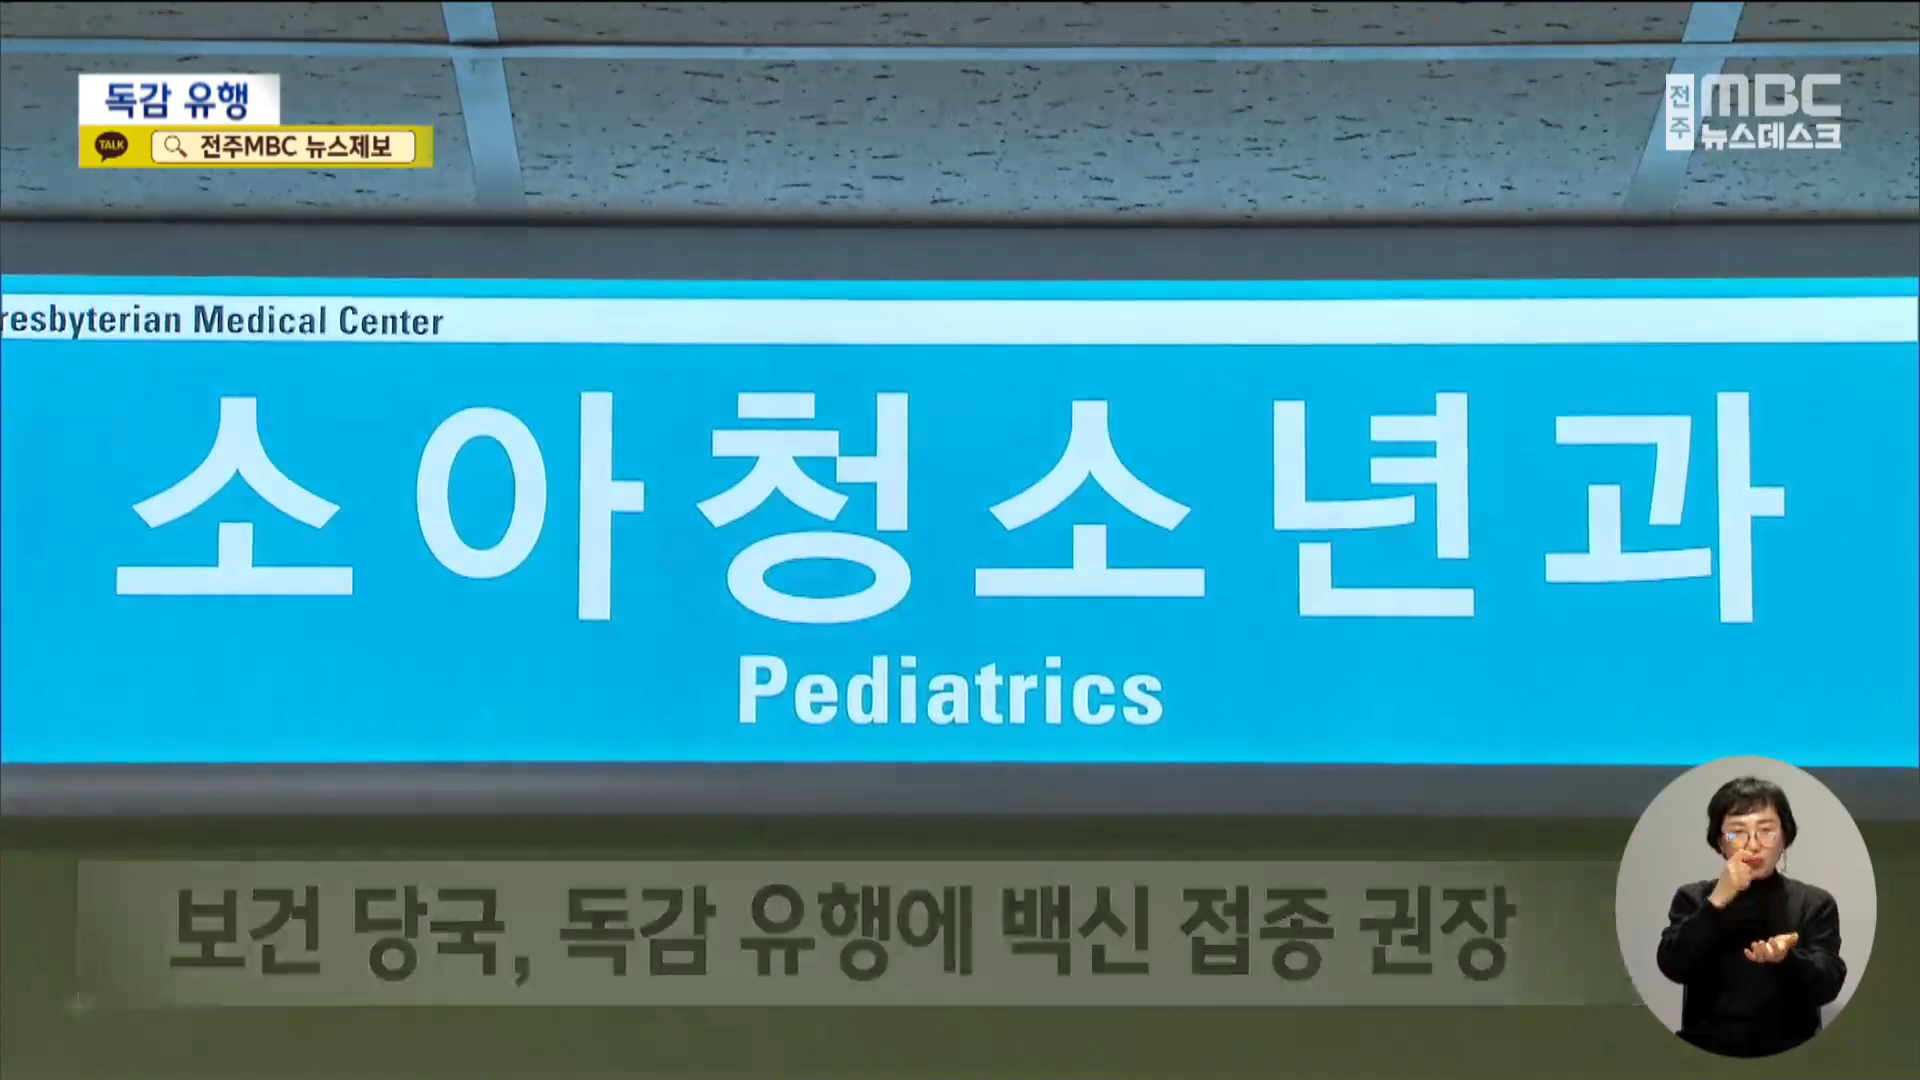 독감 유행
TALK 전주MBC 뉴스제보
전주 MBC
뉴스데스크
resbyterian Medical Center
소아청소년과
Pediatrics
보건 당국, 독감 유행에 백신 접종 권장